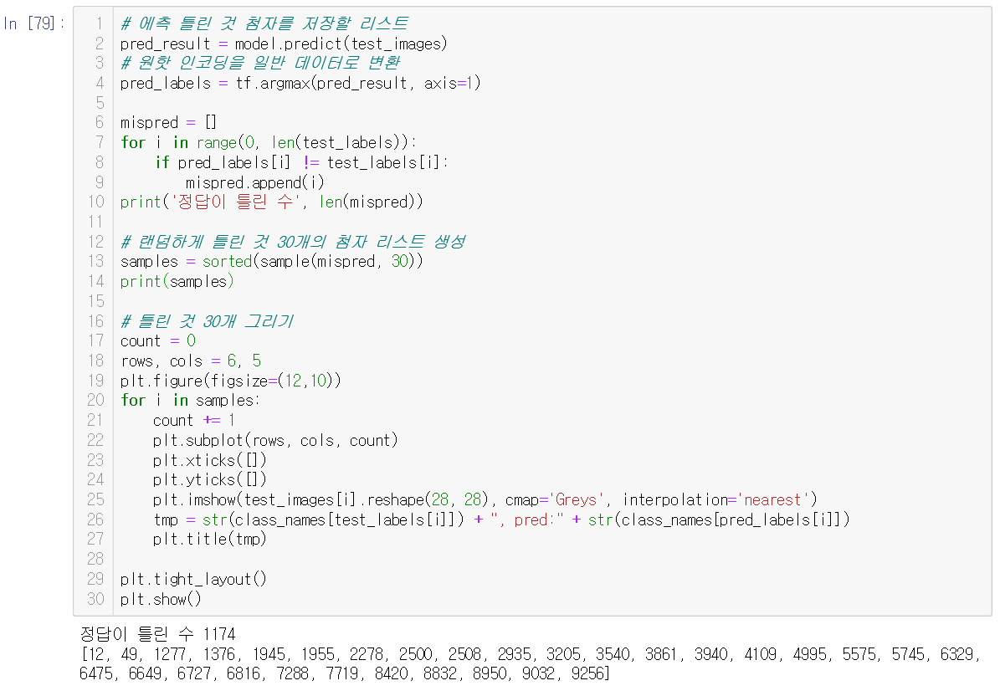 In [79]:
1 # 에측 틀린 것 첨자를 저장할 리스트
2 pred_result = model.predict(test_images)
3 # 원핫 인코딩을 일반 데이터로 변환
4 pred_labels = tf.argmax(pred_result, axis=1)
5
6 mispred = []
7 for i in range(0, len(test_labels)):
8     if pred_labels[i] != test_labels[i]:
9         mispred.append(i)
10 print('정답이 틀린 수', len(mispred))
11
12 # 랜덤하게 틀린 것 30개의 첨자 리스트 생성
13 samples = sorted(sample(mispred, 30))
14 print(samples)
15
16 # 틀린 것 30개 그리기
17 count = 0
18 rows, cols = 6, 5
19 plt.figure(figsize=(12,10))
20 for i in samples:
21     count += 1
22     plt.subplot(rows, cols, count)
23     plt.xticks([])
24     plt.yticks([])
25     plt.imshow(test_images[i].reshape(28, 28), cmap='Greys', interpolation='nearest')
26     tmp = str(class_names[test_labels[i]]) + ", pred:" + str(class_names[pred_labels[i]])
27     plt.title(tmp)
28
29 plt.tight_layout()
30 plt.show()
정답이 틀린 수 1174
[12, 49, 1277, 1376, 1945, 1955, 2278, 2500, 2508, 2935, 3205, 3540, 3861, 3940, 4109, 4995, 5575, 5745, 6329,
6475, 6649, 6727, 6816, 7288, 7719, 8420, 8832, 8950, 9032, 9256]